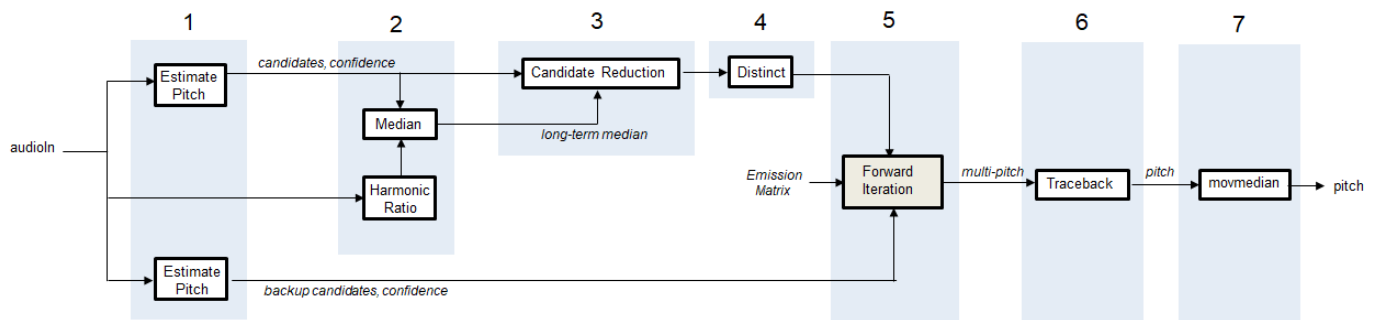 1
2
3
4
5
6
7
Estimate
Pitch
candidates, confidence
Candidate Reduction
Distinct
Median
long-term median
audioIn
Harmonic
Ratio
Emission
Matrix
Forward
Iteration
multi-pitch
Traceback
pitch
movmedian
pitch
Estimate
Pitch
backup candidates, confidence